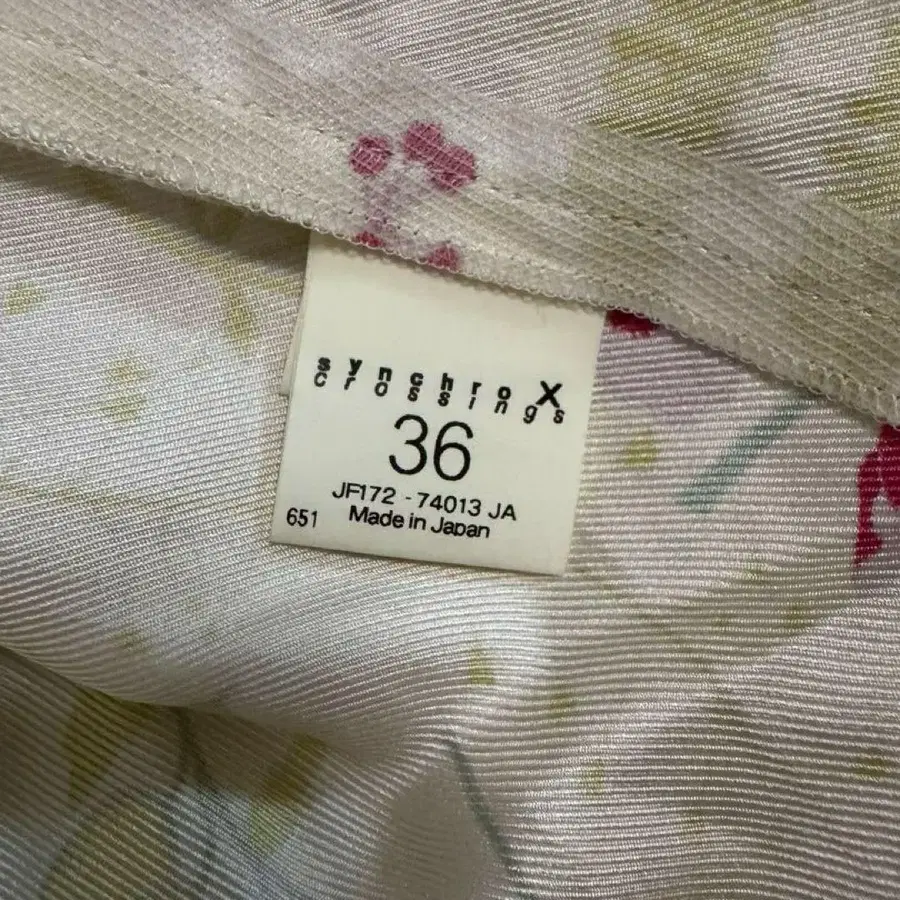 synchro X
crossings
36
JF172 - 74013 JA
651 Made in Japan